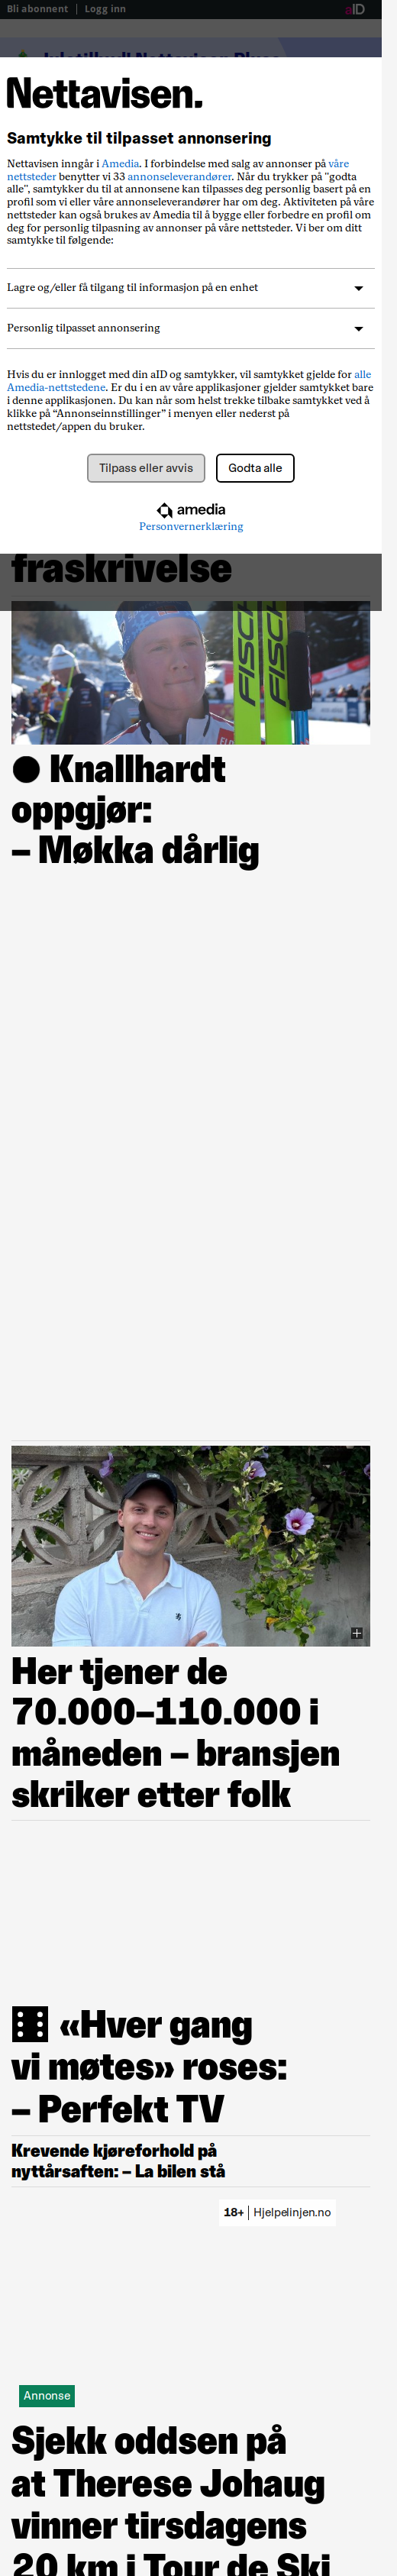 Bli abonnent | Logg inn
aID
Nettavisen.
Samtykke til tilpasset annonsering
Nettavisen inngår i Amedia. I forbindelse med salg av annonser på våre
nettsteder benytter vi 33 annonseleverandører. Når du trykker på "godta
alle", samtykker du til at annonsene kan tilpasses deg personlig basert på en
profil som vi eller våre annonseleverandører har om deg. Aktiviteten på våre
nettsteder kan også brukes av Amedia til å bygge eller forbedre en profil om
deg for personlig tilpasning av annonser på våre nettsteder. Vi ber om ditt
samtykke til følgende:
Lagre og/eller få tilgang til informasjon på en enhet
Personlig tilpasset annonsering
Hvis du er innlogget med din aID og samtykker, vil samtykket gjelde for alle
Amedia-nettstedene. Er du i en av våre applikasjoner gjelder samtykket bare
i denne applikasjonen. Du kan når som helst trekke tilbake samtykket ved å
klikke på “Annonseinnstillinger” i menyen eller nederst på
nettstedet/appen du bruker.
Tilpass eller avvis
Godta alle
amedia
Personvernerklæring
fraskrivelse
FISCH
FISC
Knallhardt
oppgjør:
– Møkka dårlig
Her tjener de
70.000–110.000 i
måneden – bransjen
skriker etter folk
«Hver gang
vi møtes» roses:
– Perfekt TV
Krevende kjøreforhold på
nyttårsaften: – La bilen stå
18+ | Hjelpelinjen.no
Annonse
Sjekk oddsen på
at Therese Johaug
vinner tirsdagens
20 km i Tour de Ski